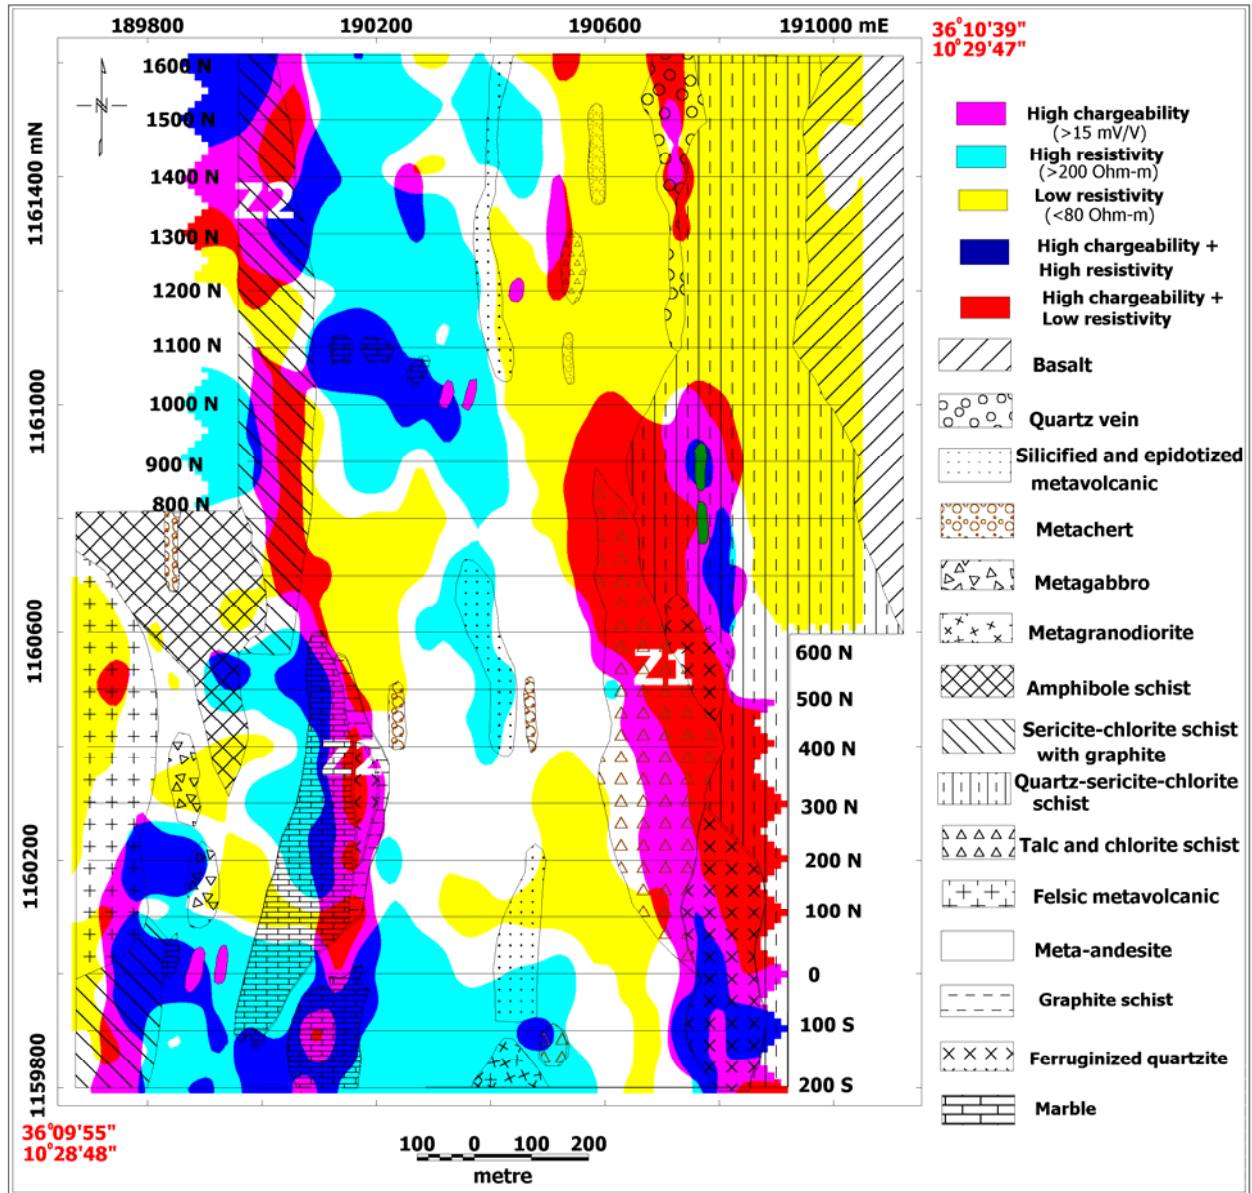 189800 190200 190600 191000 mE
36°10'39"
10°29'47"
1161400 mN
1161000
1160600
1160200
1159800
N
1600 N
1500 N
1400 N
1300 N
1200 N
1100 N
1000 N
900 N
800 N
600 N
500 N
400 N
300 N
200 N
100 N
0
100 S
200 S
Z2
Z1
High chargeability
(>15 mV/V)
High resistivity
(>200 Ohm-m)
Low resistivity
(<80 Ohm-m)
High chargeability +
High resistivity
High chargeability +
Low resistivity
Basalt
Quartz vein
Silicified and epidotized
metavolcanic
Metachert
Metagabbro
Metagranodiorite
Amphibole schist
Sericite-chlorite schist
with graphite
Quartz-sericite-chlorite
schist
Talc and chlorite schist
Felsic metavolcanic
Meta-andesite
Graphite schist
Ferruginized quartzite
Marble
36°09'55"
10°28'48"
100 0 100 200
metre